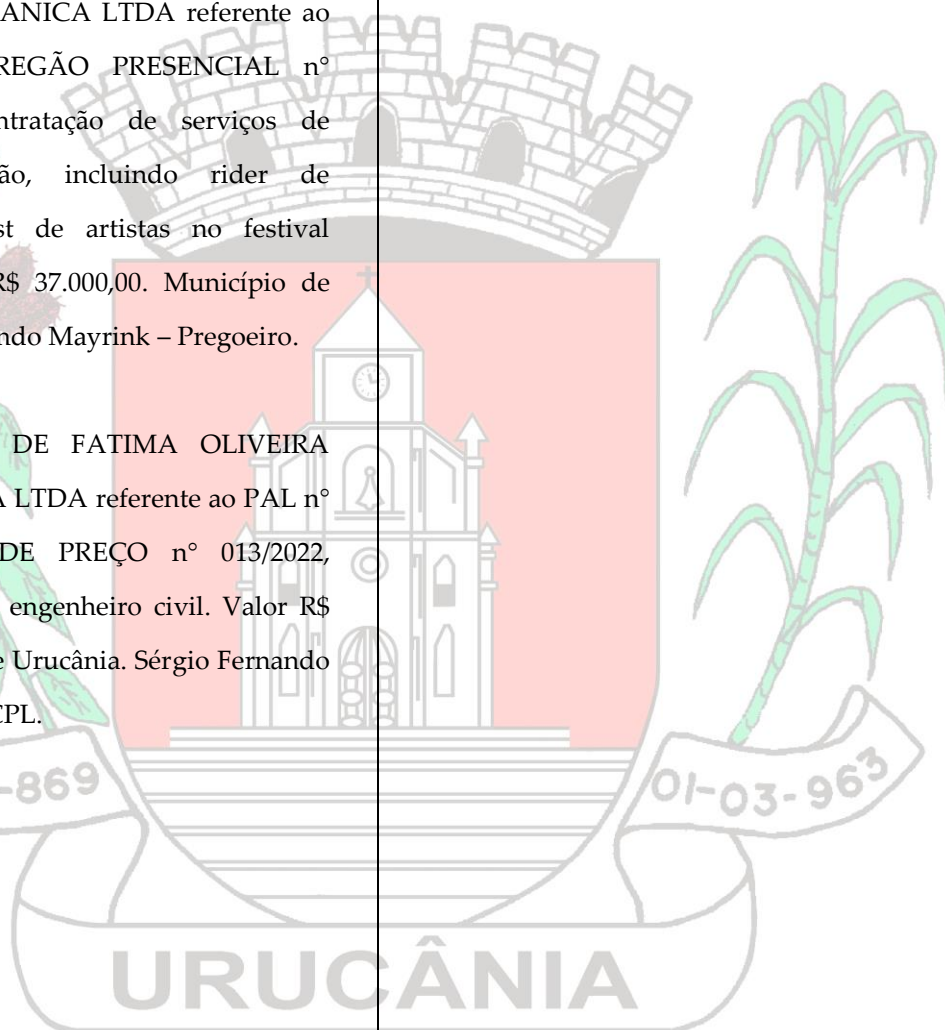 ANICA LTDA referente ao
REGÃO PRESENCIAL n°
ntratação de serviços de
ão, incluindo rider de
st de artistas no festival
R$ 37.000,00. Município de
ndo Mayrink – Pregoeiro.
DE FATIMA OLIVEIRA
A LTDA referente ao PAL n°
DE PREÇO n° 013/2022,
engenheiro civil. Valor R$
e Urucânia. Sérgio Fernando
CPL.
-869
01-03-963
URUCÂNIA